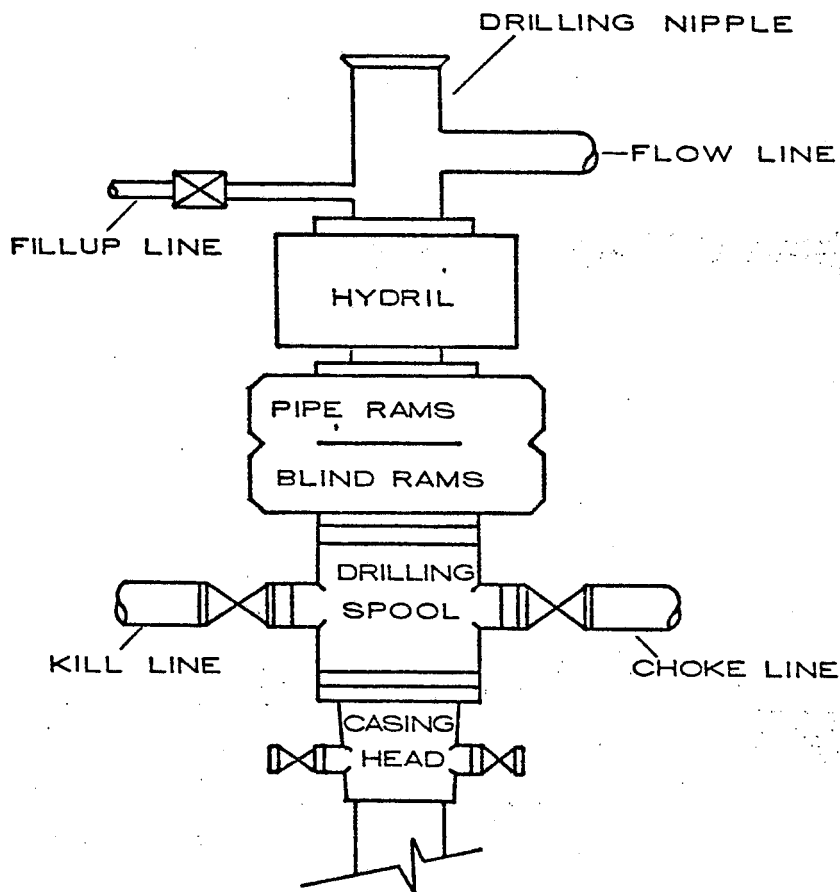 DRILLING NIPPLE
FLOW LINE
FILLUP LINE
HYDRIL
PIPE RAMS
BLIND RAMS
DRILLING
SPOOL
KILL LINE
CHOKE LINE
CASING
HEAD